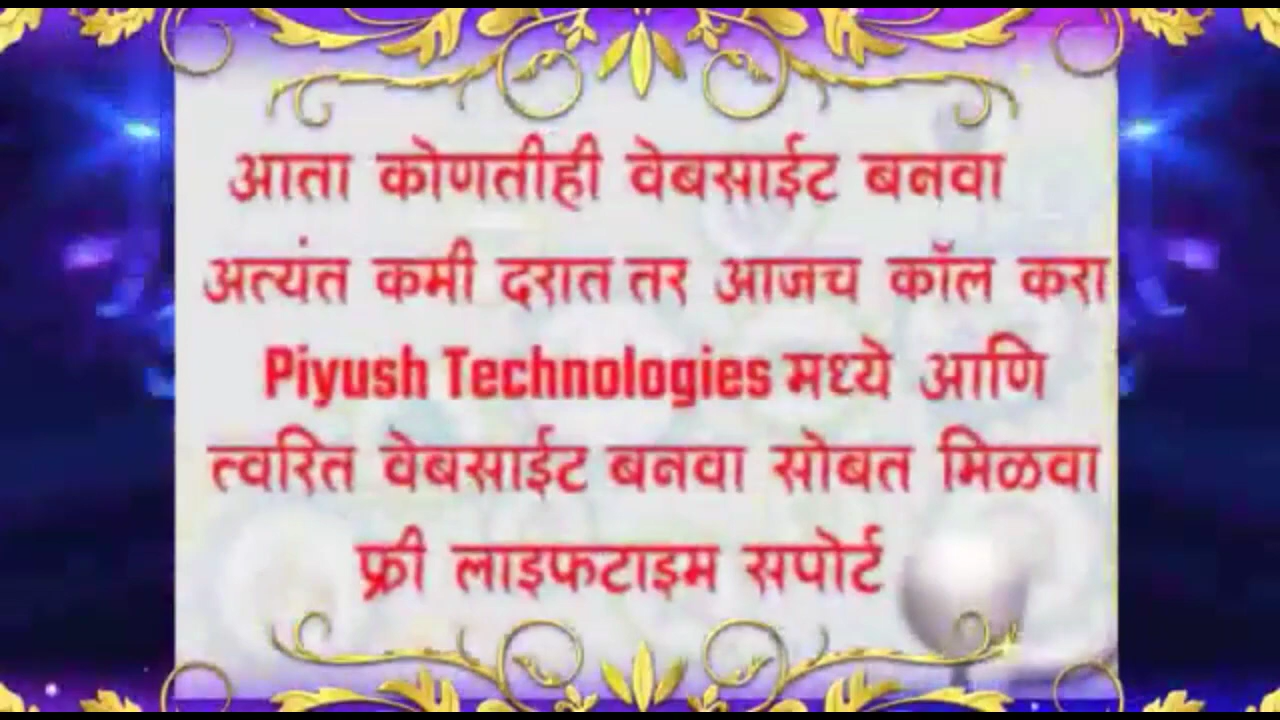 आता कोणतीही वेबसाईट बनवा
अत्यंत कमी दरात तर आजच कॉल करा
Piyush Technologies मध्ये आणि
त्वरित वेबसाईट बनवा सोबत मिळवा
फ्री लाइफटाइम सपोर्ट